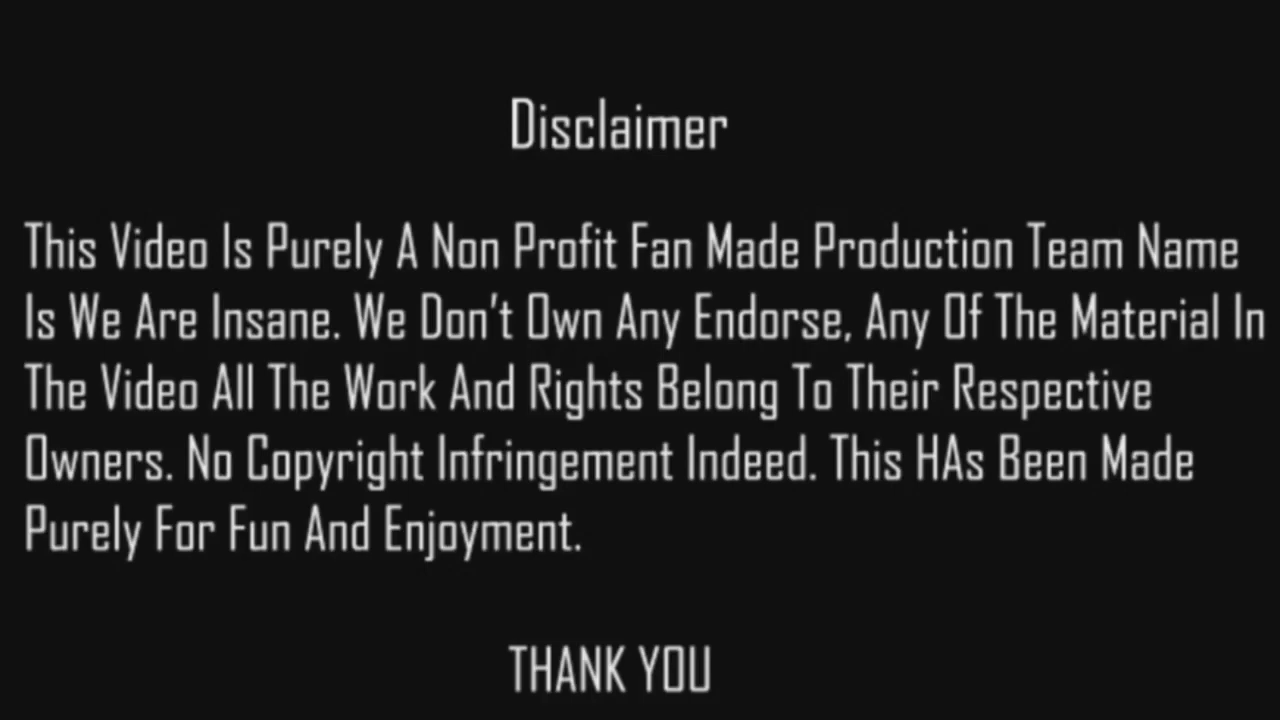 Disclaimer
This Video Is Purely A Non Profit Fan Made Production Team Name
Is We Are Insane. We Don't Own Any Endorse, Any Of The Material In
The Video All The Work And Rights Belong To Their Respective
Owners. No Copyright Infringement Indeed. This HAs Been Made
Purely For Fun And Enjoyment.
THANK YOU